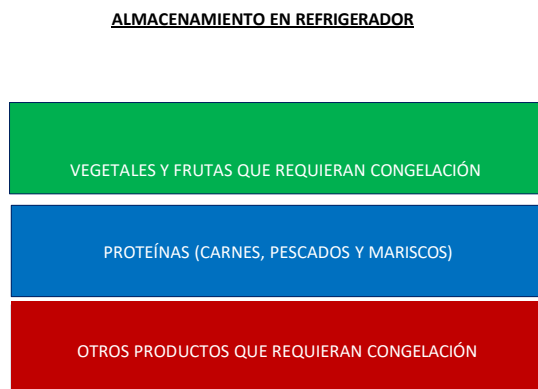 ALMACENAMIENTO EN REFRIGERADOR
VEGETALES Y FRUTAS QUE REQUIERAN CONGELACIÓN
PROTEÍNAS (CARNES, PESCADOS Y MARISCOS)
OTROS PRODUCTOS QUE REQUIERAN CONGELACIÓN